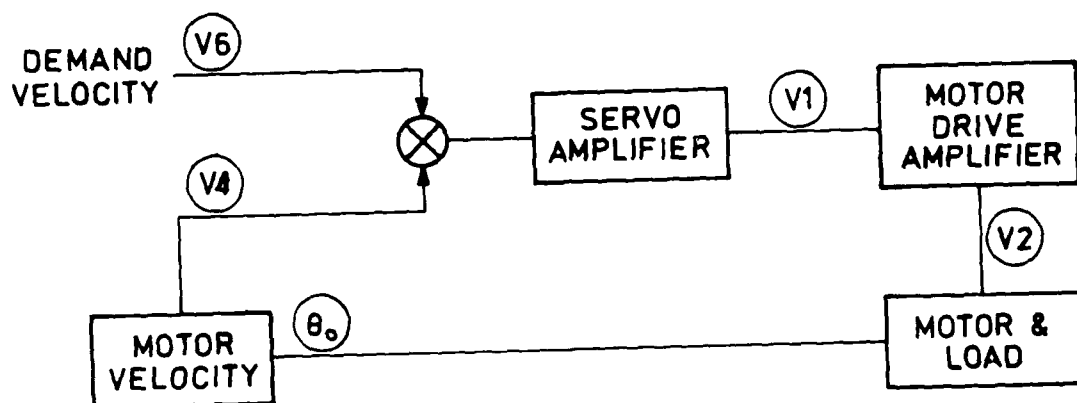 V6
DEMAND
VELOCITY
SERVO
AMPLIFIER
V1
MOTOR
DRIVE
AMPLIFIER
V4
V2
MOTOR
VELOCITY
θo
MOTOR &
LOAD